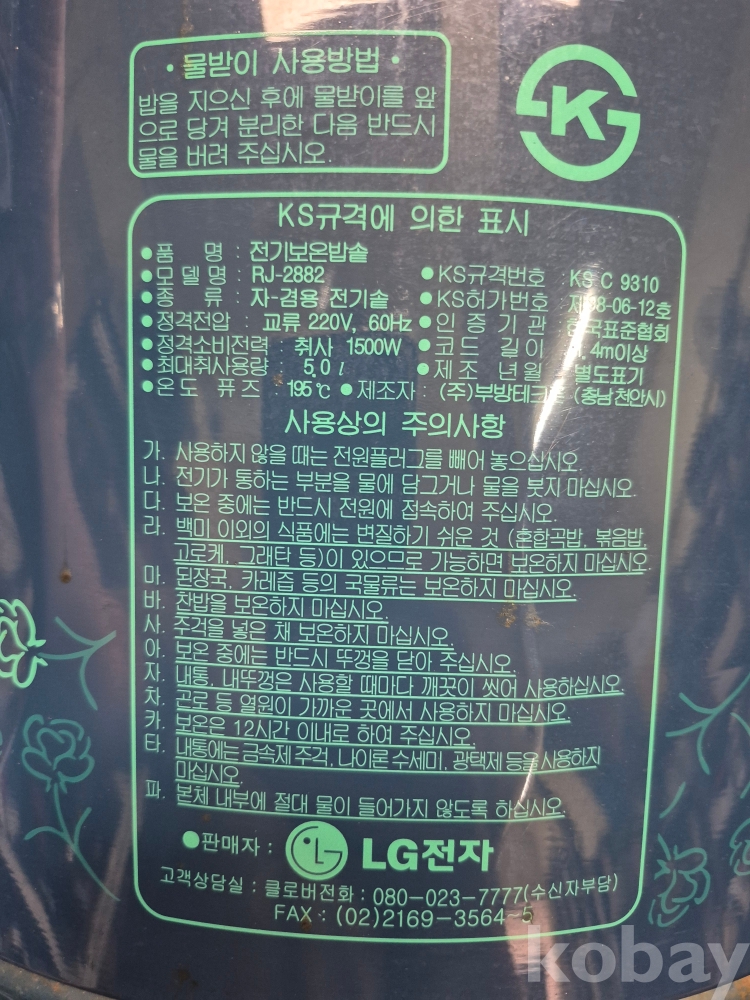 • 물받이 사용방법 •
밥을 지으신 후에 물받이를 앞
으로 당겨 분리한 다음 반드시
물을 버려 주십시오.
K
KS규격에 의한 표시
●품 명 : 전기보온밥솥
●모 델 명 : RJ-2882 ●KS규격번호 : KS C 9310
●종 류 : 자-겸용 전기솥 ●KS허가번호 : 8-06-12호
●정격전압 : 교류 220V, 60Hz ●인 증 기 관 : 한국표준협회
●정격소비전력 : 취사 1500W ●코드 길이 : 4m이상
●최대취사용량 : 5.0ℓ ●제 조 년 월 : 별도표기
●온도 퓨즈 : 195℃ ●제조자 : (주)부방테크 (충남천안시)
사용상의 주의사항
가. 사용하지 않을 때는 전원플러그를 빼어 놓으십시오.
나. 전기가 통하는 부분을 물에 담그거나 물을 붓지 마십시오.
다. 보온 중에는 반드시 전원에 접속하여 주십시오.
라. 백미 이외의 식품에는 변질하기 쉬운 것 (혼합곡밥, 볶음밥,
고로케, 그래탄 등)이 있으므로 가능하면 보온하지 마십시오.
마. 된장국, 카레즙 등의 국물류는 보온하지 마십시오.
바. 찬밥을 보온하지 마십시오.
사. 주걱을 넣은 채 보온하지 마십시오.
아. 보온 중에는 반드시 뚜껑을 닫아 주십시오.
자. 내통, 내뚜껑은 사용할 때마다 깨끗이 씻어 사용하십시오.
차. 곤로 등 열원이 가까운 곳에서 사용하지 마십시오.
카. 보온은 12시간 이내로 하여 주십시오.
타. 내통에는 금속제 주걱, 나이론 수세미, 광택제 등을 사용하지
마십시오.
파. 본체 내부에 절대 물이 들어가지 않도록 하십시오.
●판매자 : LG전자
고객상담실 : 클로버전화 : 080-023-7777(수신자부담)
FAX : (02)2169-3564~5
kobay